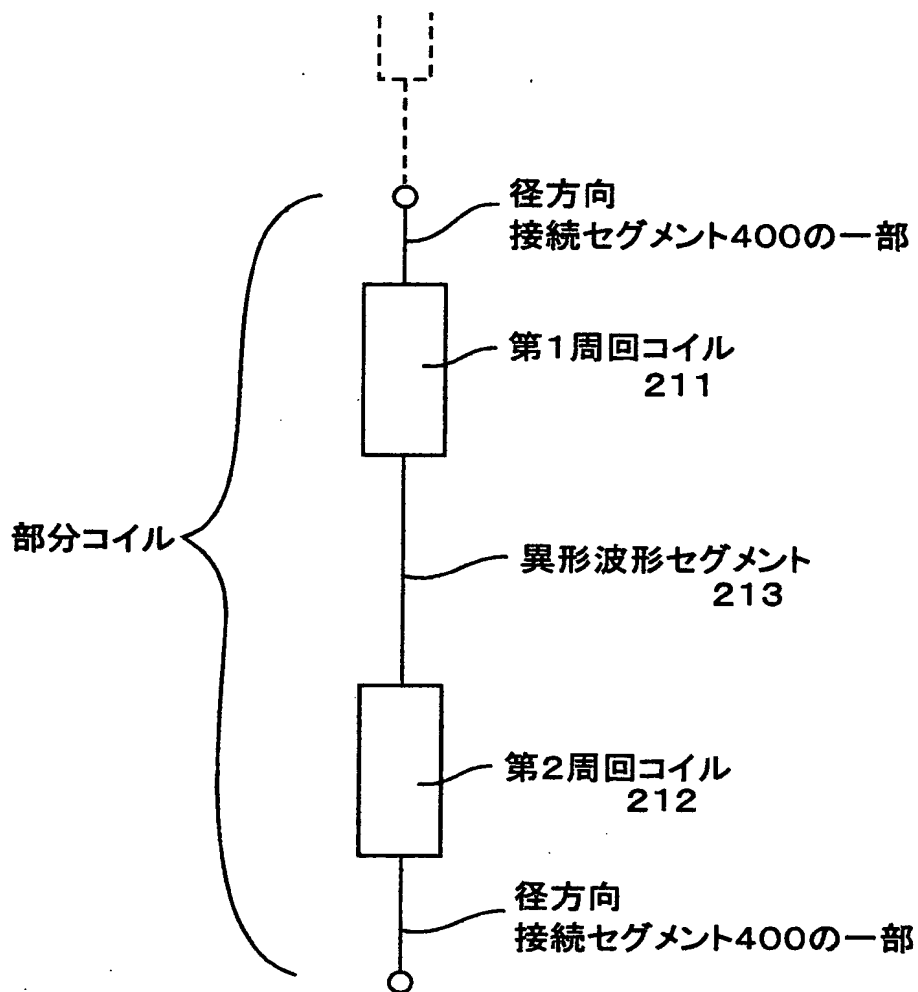 径方向
接続セグメント400の一部
第1周回コイル
211
部分コイル
異形波形セグメント
213
第2周回コイル
212
径方向
接続セグメント400の一部